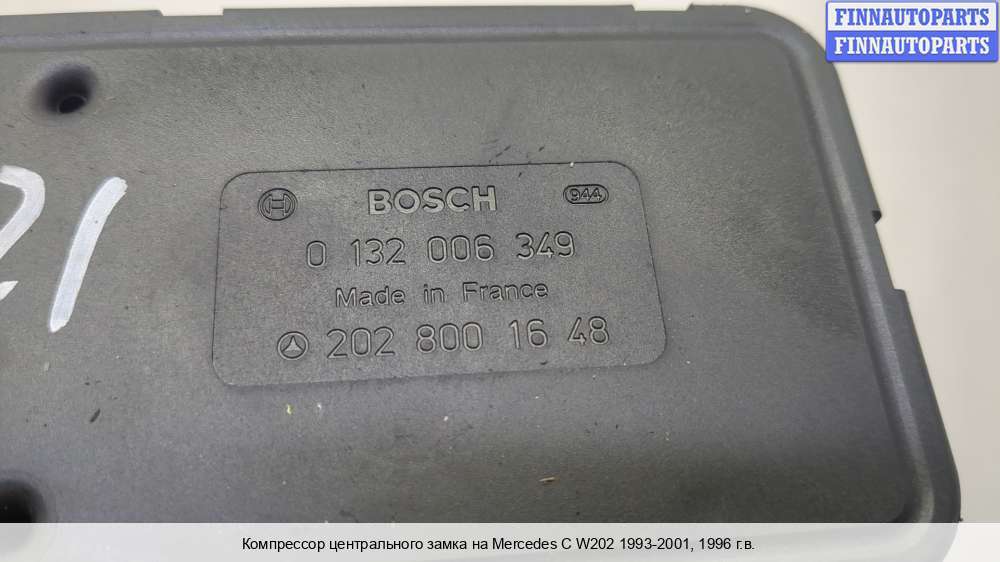 FINNAUTOPARTS
FINNAUTOPARTS
21
BOSCH 944
0 132 006 349
Made in France
202 800 16 48
Компрессор центрального замка на Mercedes C W202 1993-2001, 1996 г.в.